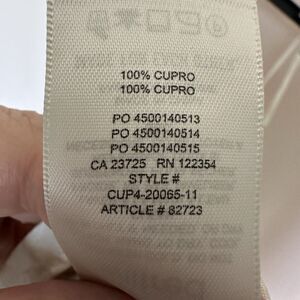 100% CUPRO
100% CUPRO
PO 4500140513
PO 4500140514
PO 4500140515
CA 23725 RN 122354
STYLE #
CUP4-20065-11
ARTICLE # 82723